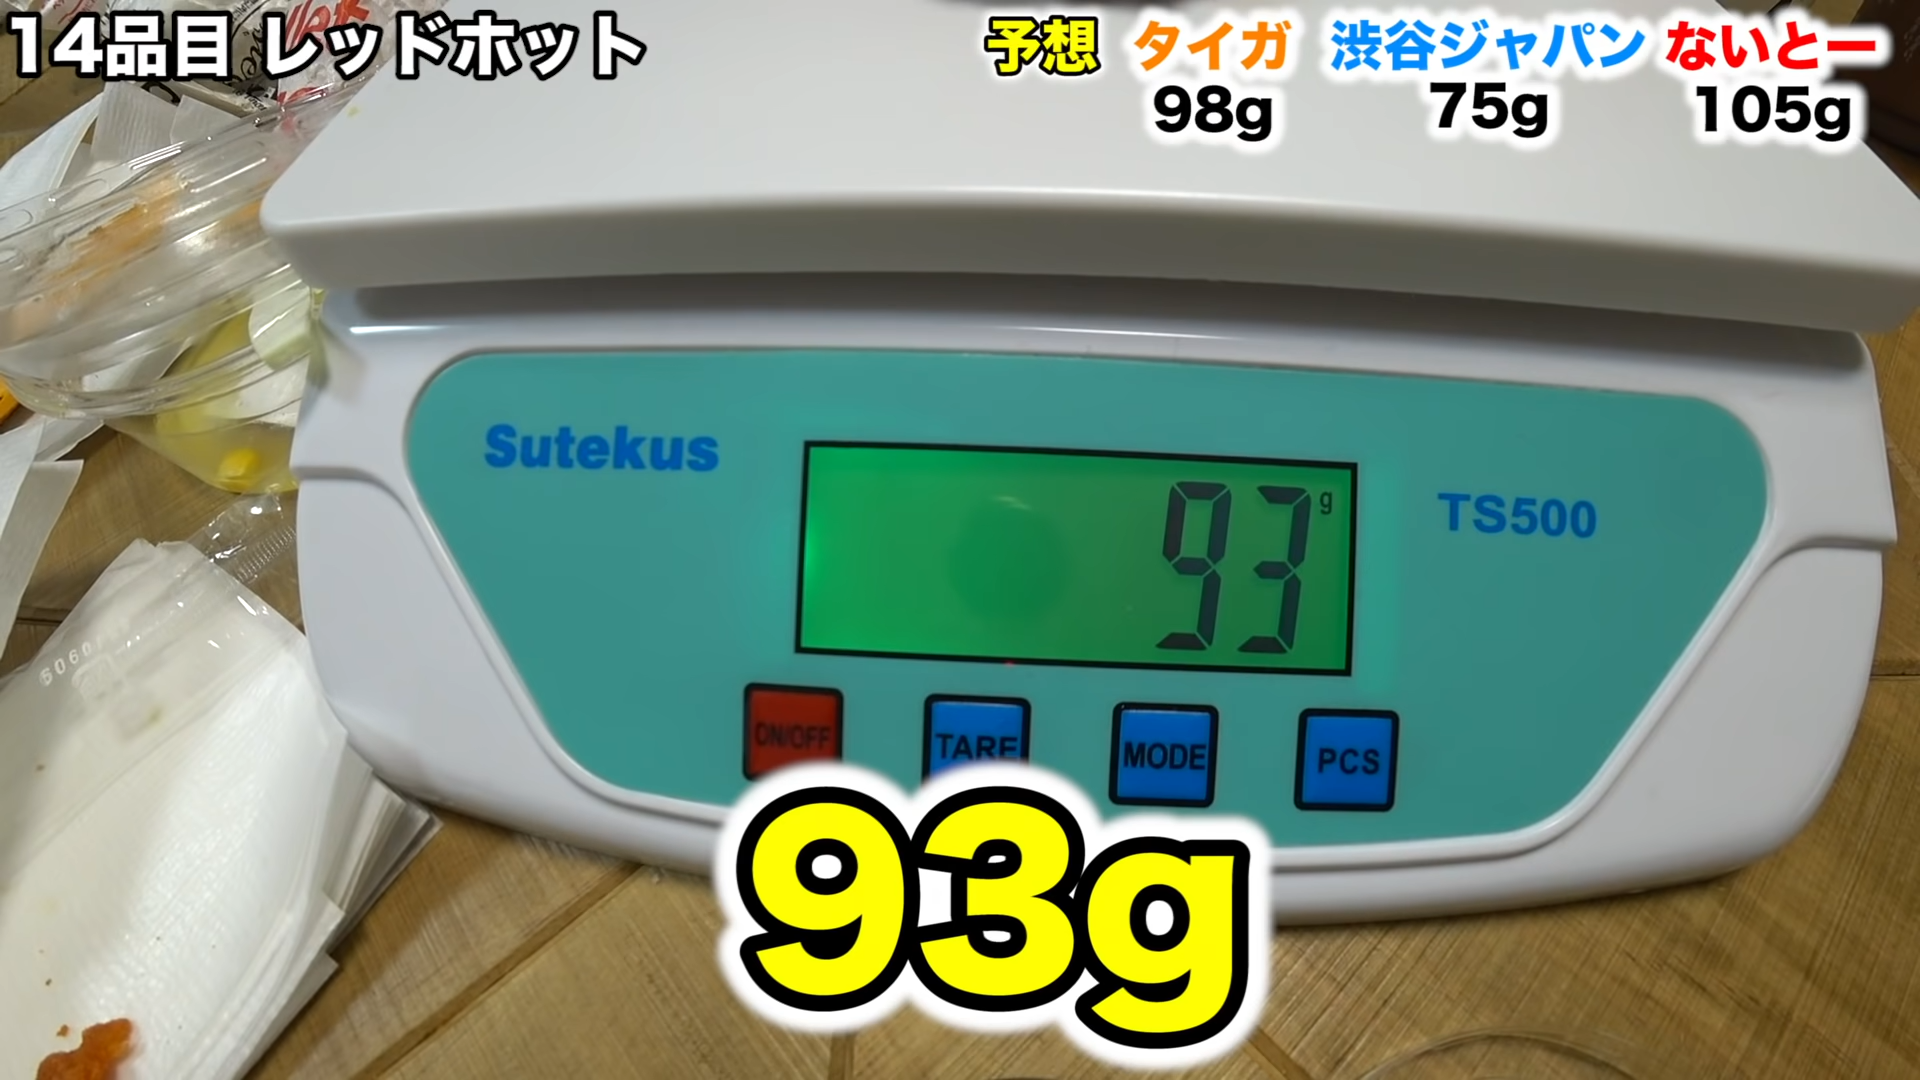 14品目 レッドホット
予想 タイガ 渋谷ジャパン ないとー
98g 75g 105g
Sutekus
93 g
TS500
ON/OFF TARE MODE PCS
93g